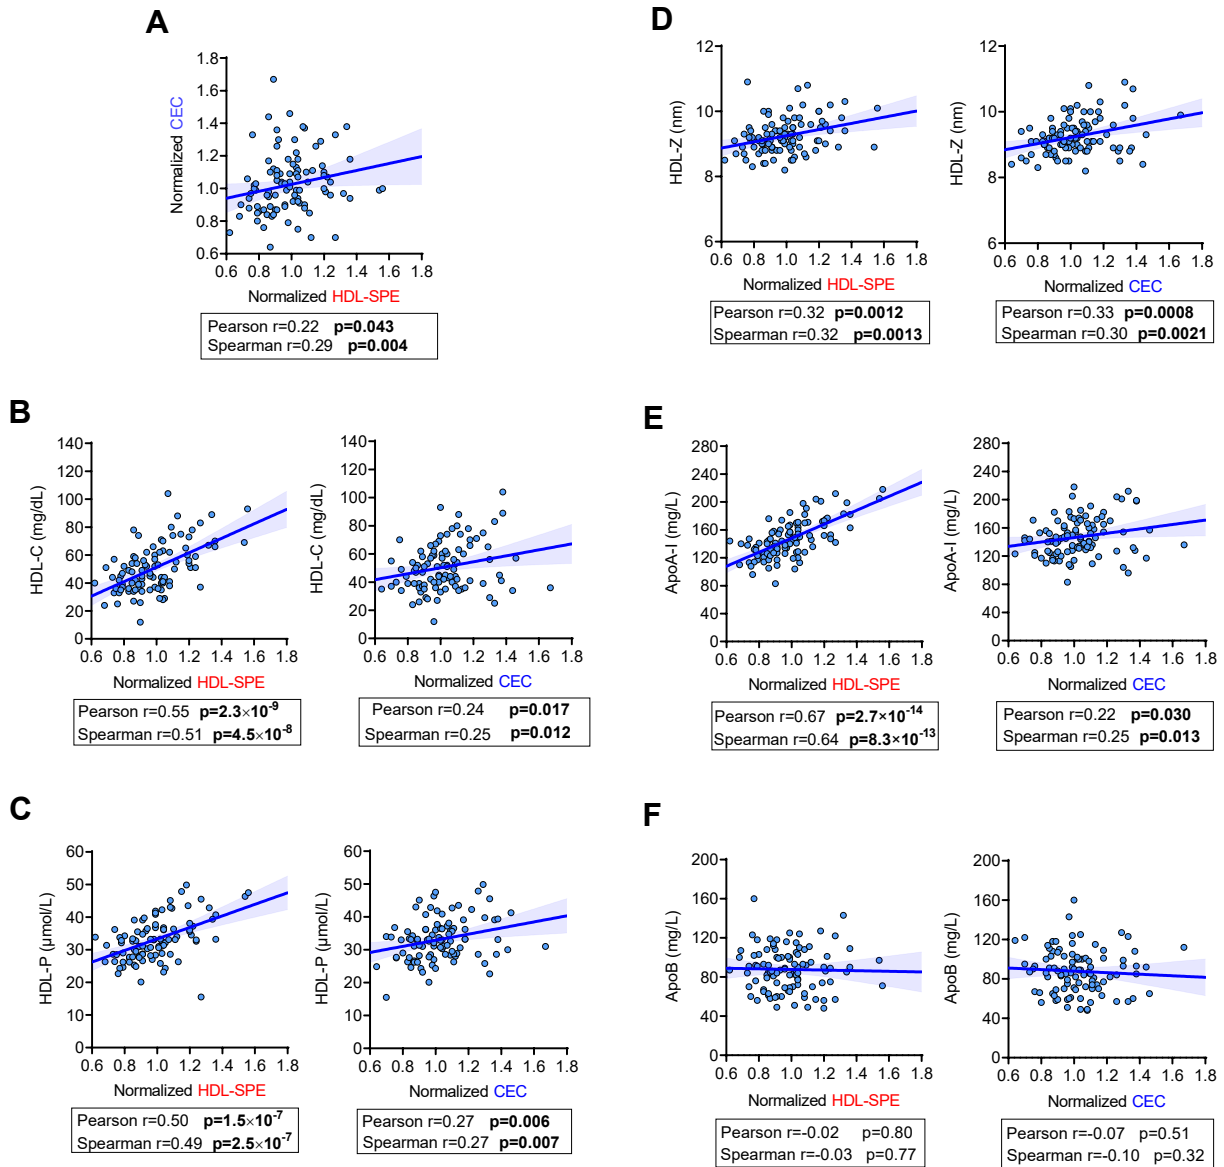 A
1.8
1.6
1.4
1.2
1.0
0.8
0.6
Normalized CEC
0.6 0.8 1.0 1.2 1.4 1.6 1.8
Normalized HDL-SPE
Pearson r=0.22 p=0.043
Spearman r=0.29 p=0.004
B
140
120
100
80
60
40
20
0
HDL-C (mg/dL)
0.6 0.8 1.0 1.2 1.4 1.6 1.8
Normalized HDL-SPE
Pearson r=0.55 p=2.3×10-9
Spearman r=0.51 p=4.5×10-8
140
120
100
80
60
40
20
0
HDL-C (mg/dL)
0.6 0.8 1.0 1.2 1.4 1.6 1.8
Normalized CEC
Pearson r=0.24 p=0.017
Spearman r=0.25 p=0.012
C
60
50
40
30
20
10
0
HDL-P (µmol/L)
0.6 0.8 1.0 1.2 1.4 1.6 1.8
Normalized HDL-SPE
Pearson r=0.50 p=1.5×10-7
Spearman r=0.49 p=2.5×10-7
60
50
40
30
20
10
0
HDL-P (µmol/L)
0.6 0.8 1.0 1.2 1.4 1.6 1.8
Normalized CEC
Pearson r=0.27 p=0.006
Spearman r=0.27 p=0.007
D
12
10
8
6
HDL-Z (nm)
0.6 0.8 1.0 1.2 1.4 1.6 1.8
Normalized HDL-SPE
Pearson r=0.32 p=0.0012
Spearman r=0.32 p=0.0013
12
10
8
6
HDL-Z (nm)
0.6 0.8 1.0 1.2 1.4 1.6 1.8
Normalized CEC
Pearson r=0.33 p=0.0008
Spearman r=0.30 p=0.0021
E
280
240
200
160
120
80
40
0
ApoA-I (mg/L)
0.6 0.8 1.0 1.2 1.4 1.6 1.8
Normalized HDL-SPE
Pearson r=0.67 p=2.7×10-14
Spearman r=0.64 p=8.3×10-13
280
240
200
160
120
80
40
0
ApoA-I (mg/L)
0.6 0.8 1.0 1.2 1.4 1.6 1.8
Normalized CEC
Pearson r=0.22 p=0.030
Spearman r=0.25 p=0.013
F
200
160
120
80
40
0
ApoB (mg/L)
0.6 0.8 1.0 1.2 1.4 1.6 1.8
Normalized HDL-SPE
Pearson r=-0.02 p=0.80
Spearman r=-0.03 p=0.77
200
160
120
80
40
0
ApoB (mg/L)
0.6 0.8 1.0 1.2 1.4 1.6 1.8
Normalized CEC
Pearson r=-0.07 p=0.51
Spearman r=-0.10 p=0.32